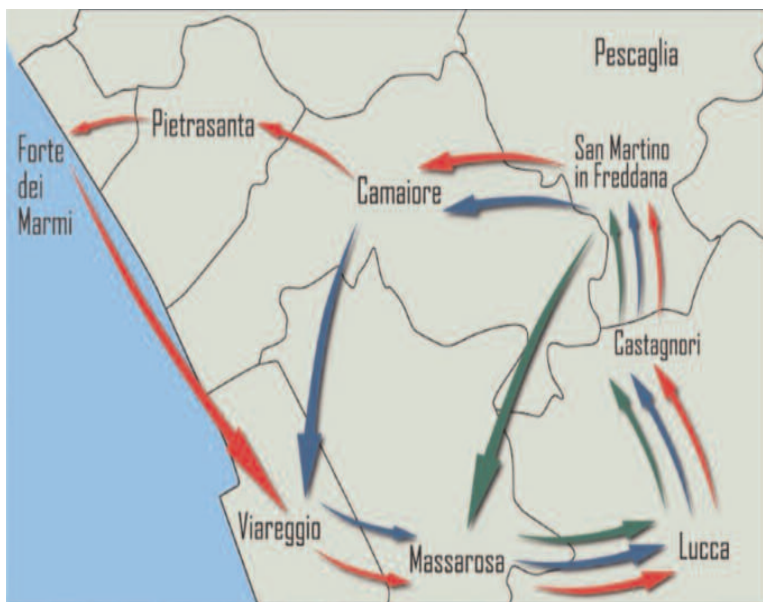 Pescaglia
Pietrasanta
Forte
dei
Marmi
San Martino
in Freddana
Camaiore
Castagnori
Viareggio
Massarosa
Lucca